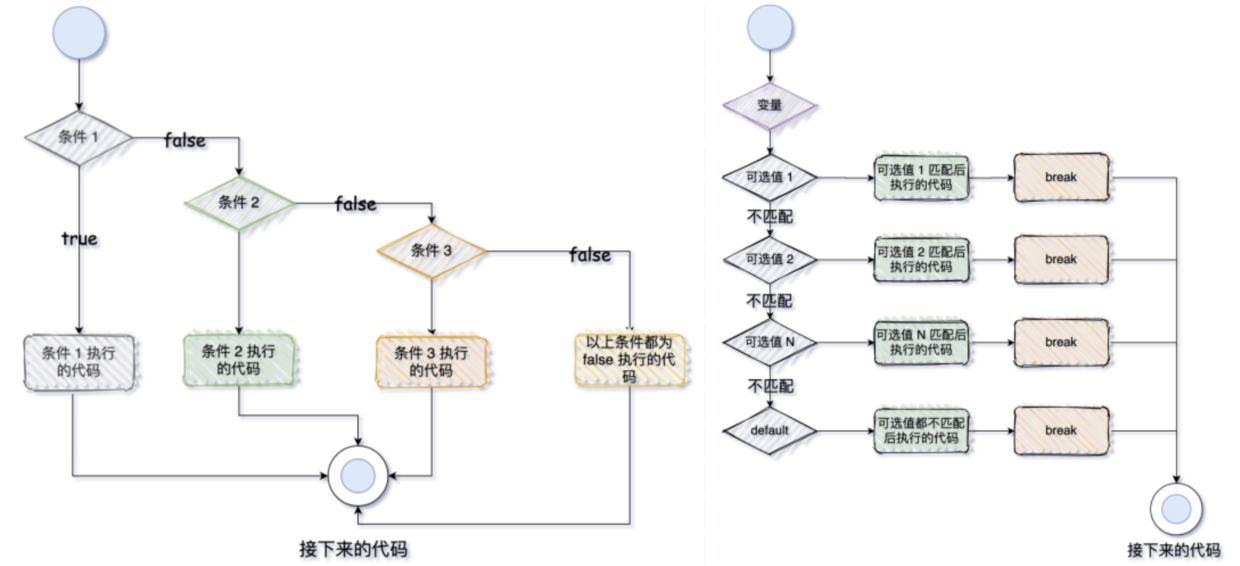 条件 1
false
条件 2
false
条件 3
false
true
条件 1 执行
的代码
条件 2 执行
的代码
条件 3 执行
的代码
以上条件都为
false 执行的代
码
接下来的代码
变量
可选值 1
可选值 1 匹配后
执行的代码
break
不匹配
可选值 2
可选值 2 匹配后
执行的代码
break
不匹配
可选值 N
可选值 N 匹配后
执行的代码
break
不匹配
default
可选值都不匹配
后执行的代码
break
接下来的代码